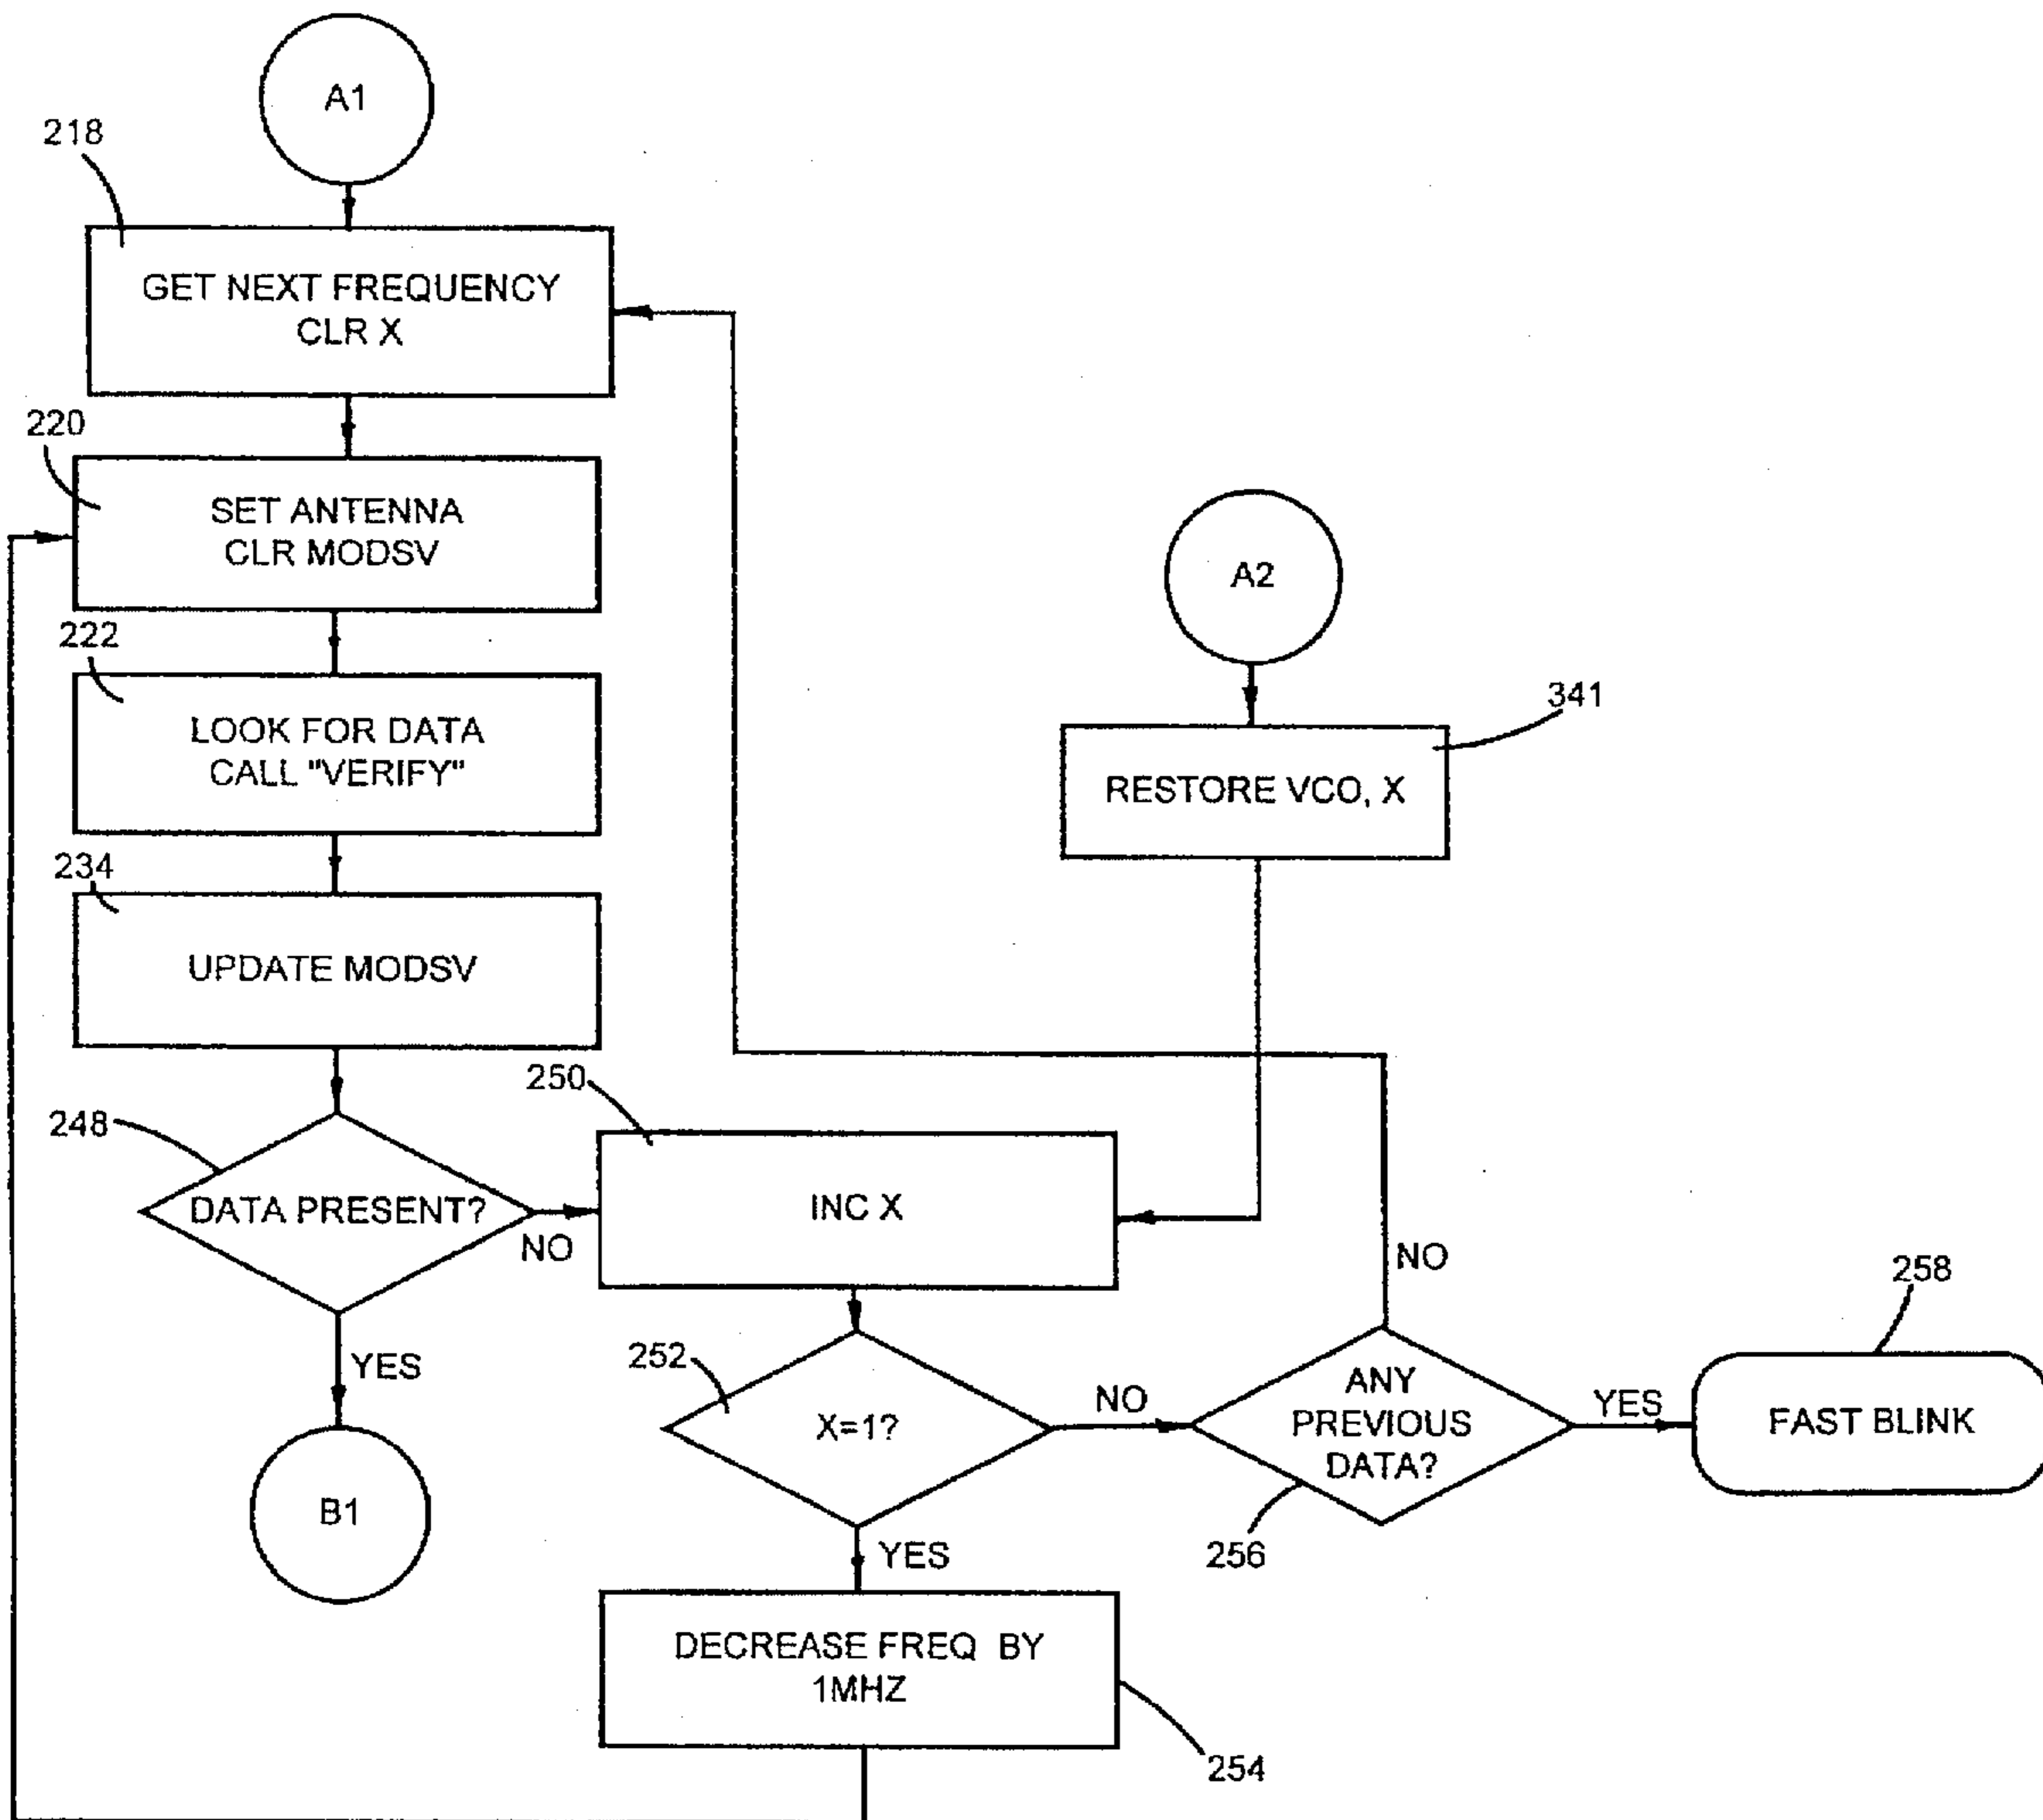 A1
218
GET NEXT FREQUENCY
CLR X
220
SET ANTENNA
CLR MODSV
222
LOOK FOR DATA
CALL "VERIFY"
A2
341
RESTORE VCO, X
234
UPDATE MODSV
248
DATA PRESENT?
NO
YES
B1
250
INC X
252
X=1?
NO
YES
NO
ANY
PREVIOUS
DATA?
256
YES
258
FAST BLINK
DECREASE FREQ BY
1MHZ
254